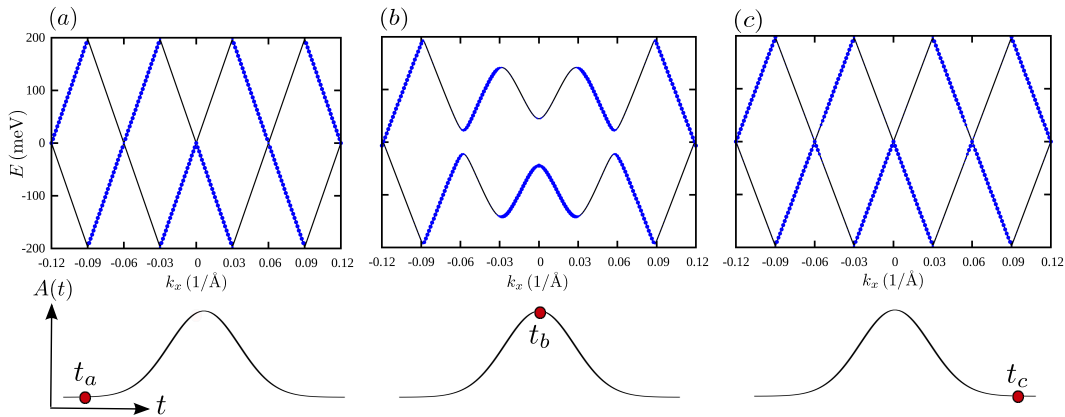 (a)
(b)
(c)
200
100
0
-100
-200
E (meV)
-0.12 -0.09 -0.06 -0.03 0 0.03 0.06 0.09 0.12
-0.12 -0.09 -0.06 -0.03 0 0.03 0.06 0.09 0.12
-0.12 -0.09 -0.06 -0.03 0 0.03 0.06 0.09 0.12
k_x (1/Å)
k_x (1/Å)
k_x (1/Å)
A(t)
t_a
t
t_b
t_c